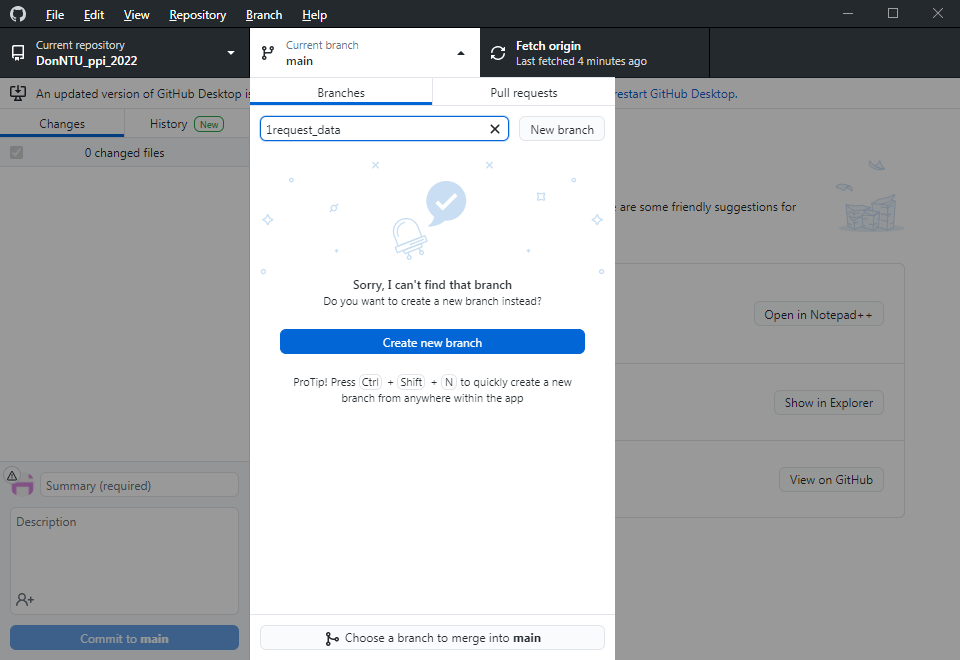 File Edit View Repository Branch Help
Current repository
DonNTU_ppi_2022
Current branch
main
Fetch origin
Last fetched 4 minutes ago
An updated version of GitHub Desktop is
restart GitHub Desktop.
Branches
Pull requests
Changes
History New
1request_data
New branch
0 changed files
are some friendly suggestions for
Sorry, I can't find that branch
Do you want to create a new branch instead?
Create new branch
ProTip! Press Ctrl + Shift + N to quickly create a new
branch from anywhere within the app
Open in Notepad++
Show in Explorer
View on GitHub
Summary (required)
Description
Commit to main
Choose a branch to merge into main